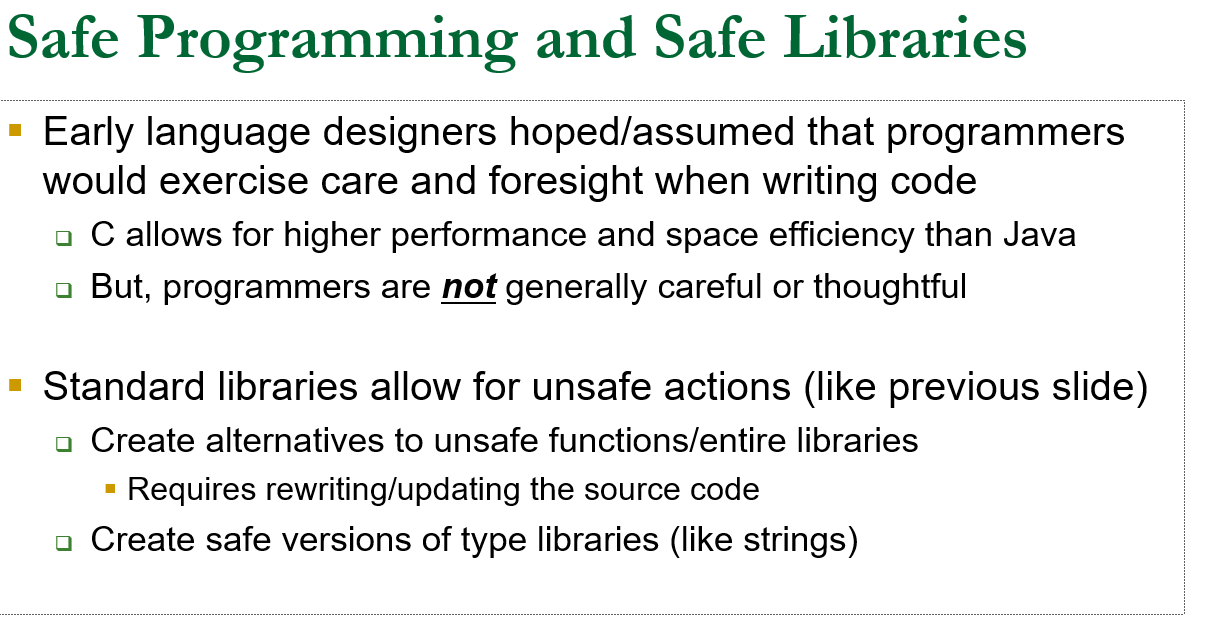 Safe Programming and Safe Libraries
Early language designers hoped/assumed that programmers
would exercise care and foresight when writing code
C allows for higher performance and space efficiency than Java
But, programmers are not generally careful or thoughtful
Standard libraries allow for unsafe actions (like previous slide)
Create alternatives to unsafe functions/entire libraries
Requires rewriting/updating the source code
Create safe versions of type libraries (like strings)